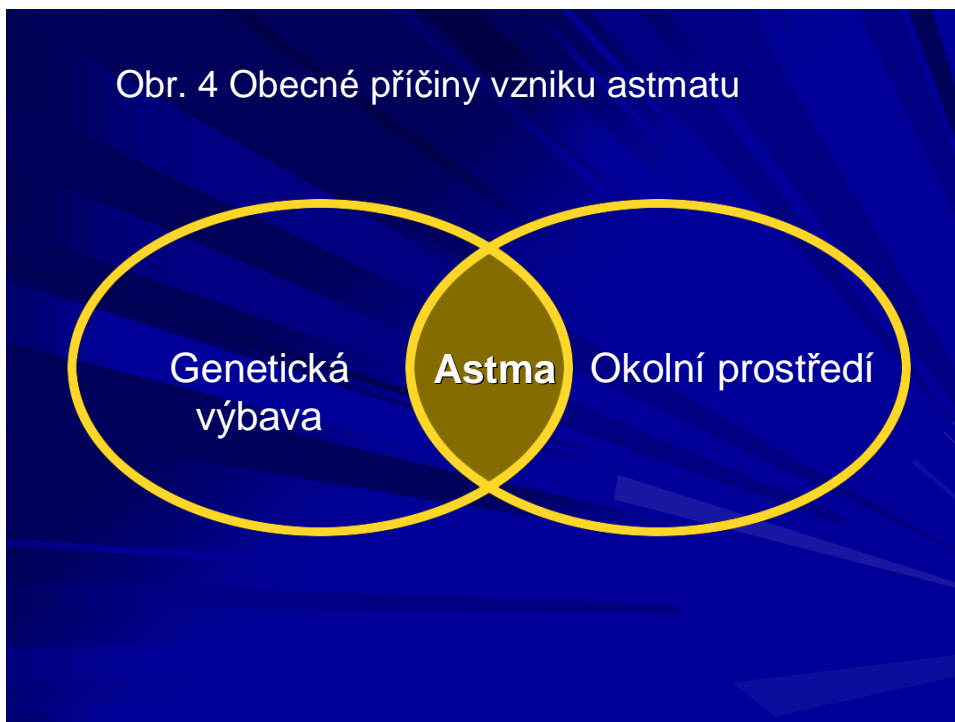 Obr. 4 Obecné příčiny vzniku astmatu
Genetická
výbava
Astma
Okolní prostředí